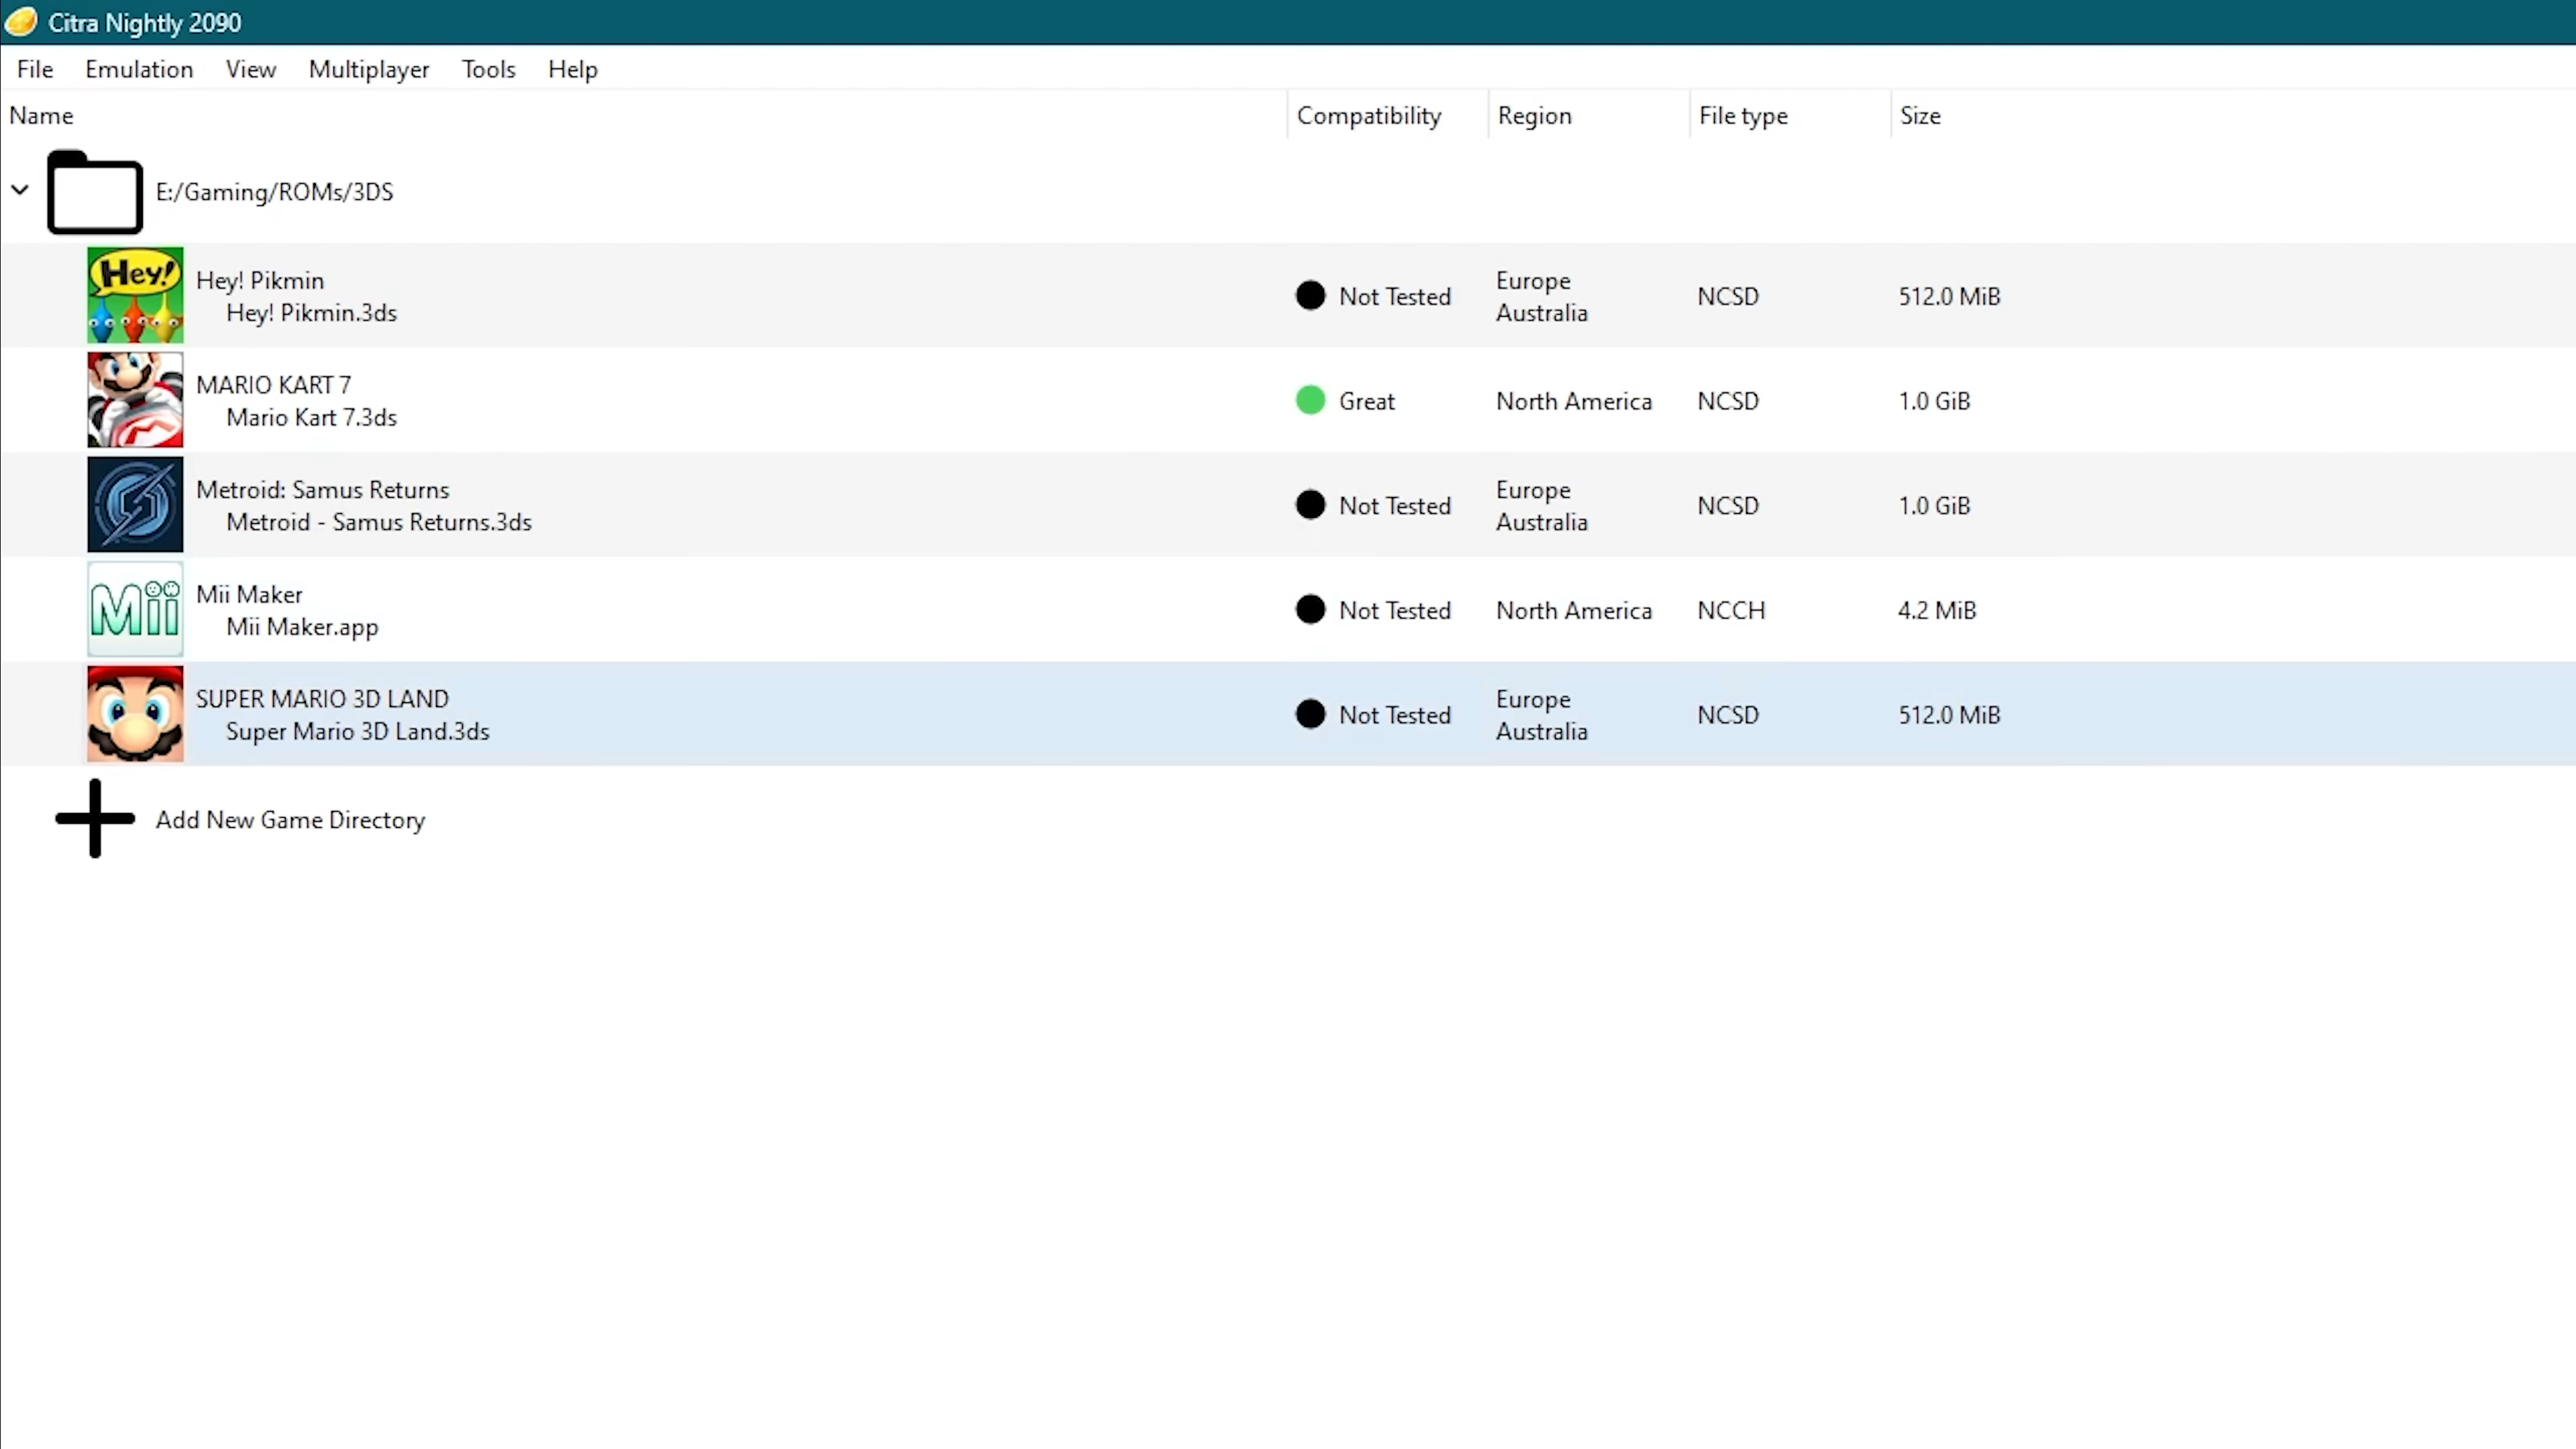 Citra Nightly 2090
File Emulation View Multiplayer Tools Help
Name Compatibility Region File type Size
E:/Gaming/ROMs/3DS
Hey!
Hey! Pikmin
Hey! Pikmin.3ds
Not Tested
Europe
Australia
NCSD
512.0 MiB
MARIO KART 7
Mario Kart 7.3ds
Great
North America
NCSD
1.0 GiB
Metroid: Samus Returns
Metroid - Samus Returns.3ds
Not Tested
Europe
Australia
NCSD
1.0 GiB
Mii
Mii Maker
Mii Maker.app
Not Tested
North America
NCCH
4.2 MiB
SUPER MARIO 3D LAND
Super Mario 3D Land.3ds
Not Tested
Europe
Australia
NCSD
512.0 MiB
Add New Game Directory